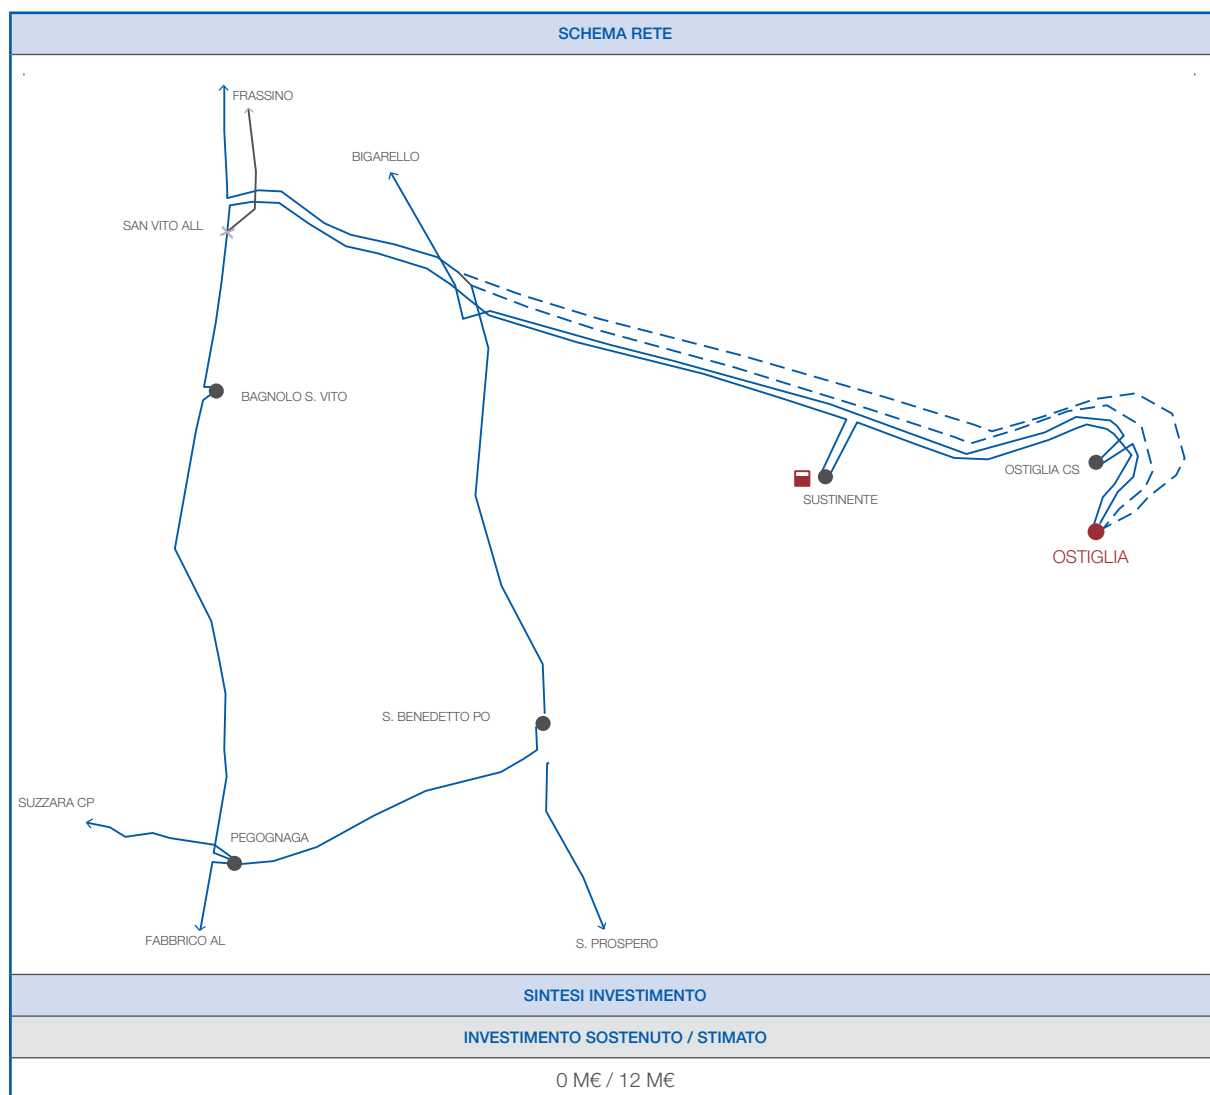 SCHEMA RETE
FRASSINO
BIGARELLO
SAN VITO ALL
BAGNOLO S. VITO
OSTIGLIA CS
SUSTINENTE
OSTIGLIA
S. BENEDETTO PO
SUZZARA CP
PEGOGNAGA
FABBRICO AL
S. PROSPERO
SINTESI INVESTIMENTO
INVESTIMENTO SOSTENUTO / STIMATO
0 M€ / 12 M€